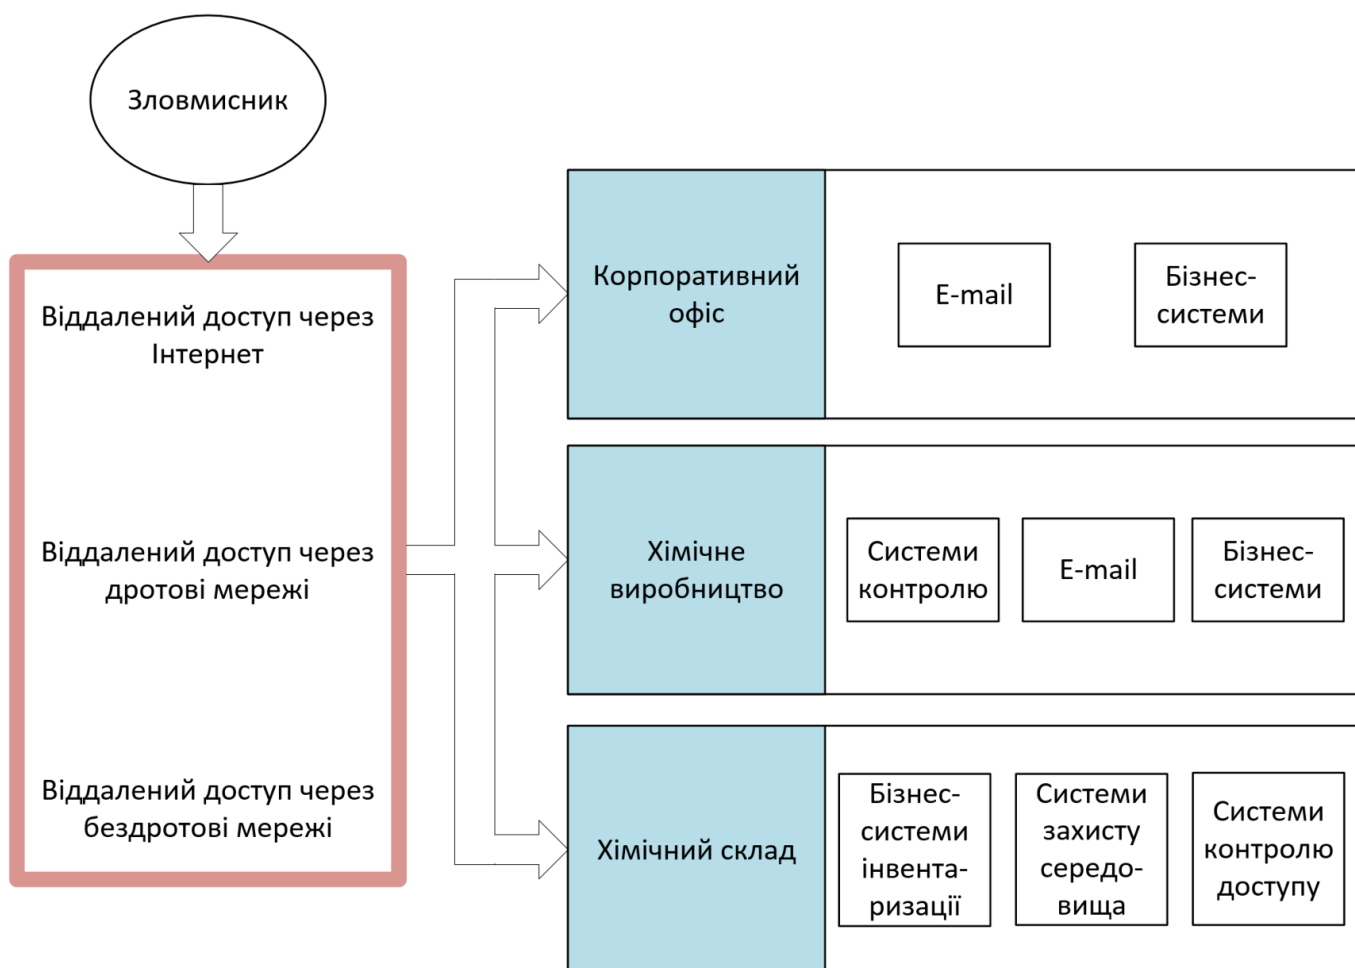 Зловмисник
Віддалений доступ через
Інтернет
Віддалений доступ через
дротові мережі
Віддалений доступ через
бездротові мережі
Корпоративний
офіс
E-mail
Бізнес-
системи
Хімічне
виробництво
Системи
контролю
E-mail
Бізнес-
системи
Хімічний склад
Бізнес-
системи
інвента-
ризації
Системи
захисту
середо-
вища
Системи
контролю
доступу